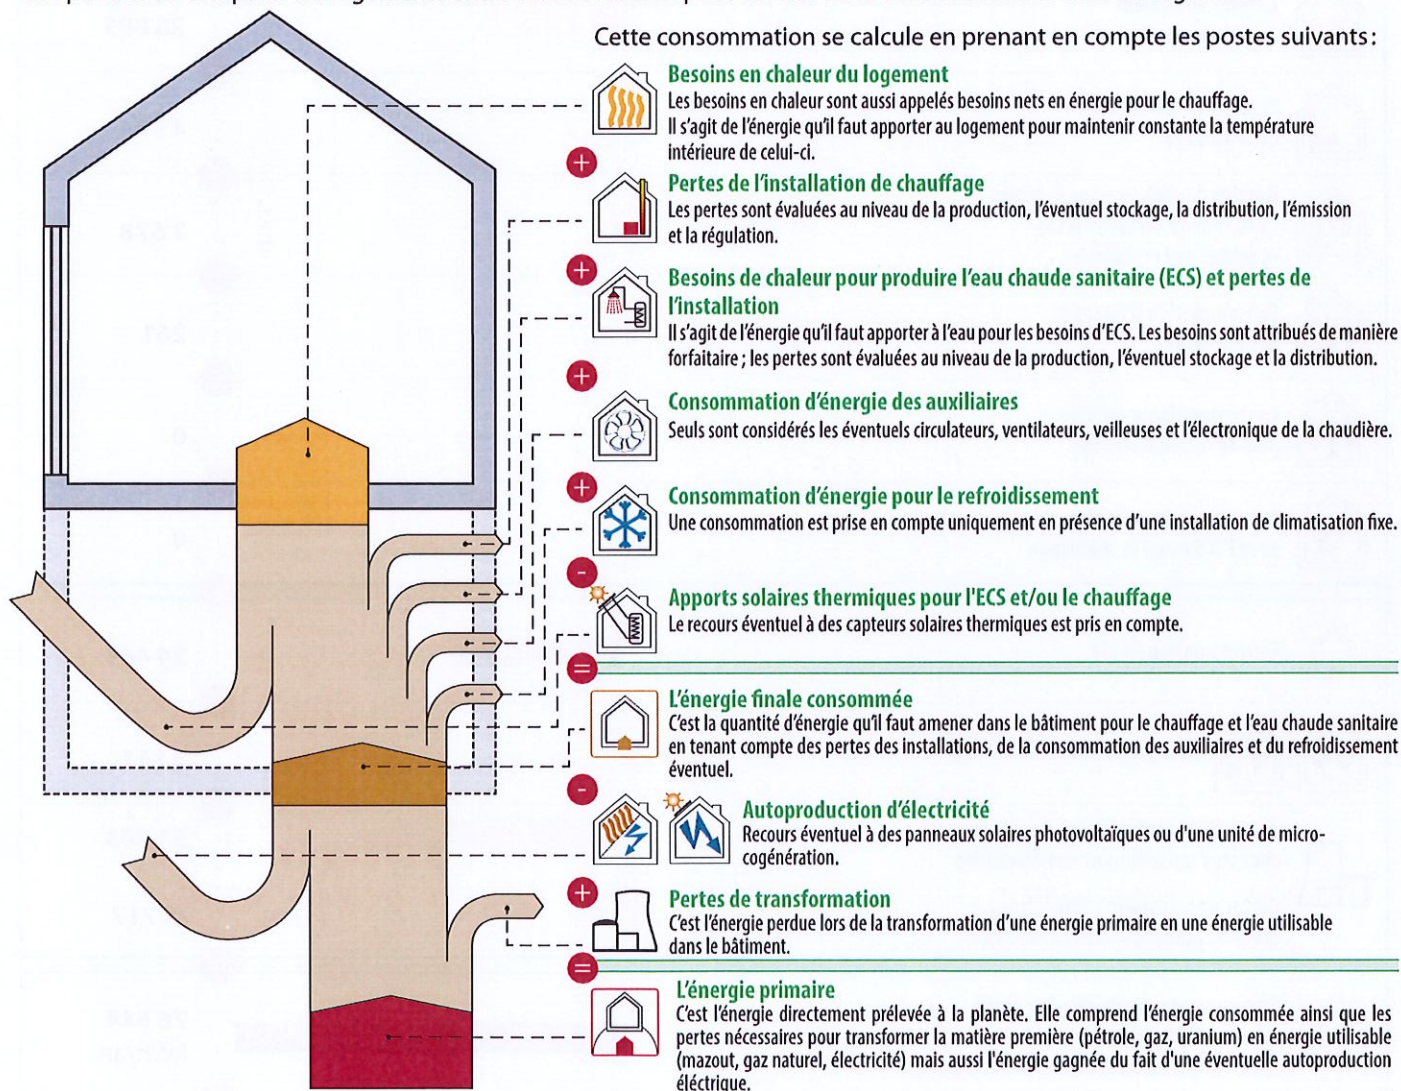 Cette consommation se calcule en prenant en compte les postes suivants :
Besoins en chaleur du logement
Les besoins en chaleur sont aussi appelés besoins nets en énergie pour le chauffage.
Il s'agit de l'énergie qu'il faut apporter au logement pour maintenir constante la température
intérieure de celui-ci.
+
Pertes de l'installation de chauffage
Les pertes sont évaluées au niveau de la production, l'éventuel stockage, la distribution, l'émission
et la régulation.
+
Besoins de chaleur pour produire l'eau chaude sanitaire (ECS) et pertes de
l'installation
Il s'agit de l'énergie qu'il faut apporter à l'eau pour les besoins d'ECS. Les besoins sont attribués de manière
forfaitaire ; les pertes sont évaluées au niveau de la production, l'éventuel stockage et la distribution.
+
Consommation d'énergie des auxiliaires
Seuls sont considérés les éventuels circulateurs, ventilateurs, veilleuses et l'électronique de la chaudière.
+
Consommation d'énergie pour le refroidissement
Une consommation est prise en compte uniquement en présence d'une installation de climatisation fixe.
-
Apports solaires thermiques pour l'ECS et/ou le chauffage
Le recours éventuel à des capteurs solaires thermiques est pris en compte.
=
L'énergie finale consommée
C'est la quantité d'énergie qu'il faut amener dans le bâtiment pour le chauffage et l'eau chaude sanitaire
en tenant compte des pertes des installations, de la consommation des auxiliaires et du refroidissement
éventuel.
-
Autoproduction d'électricité
Recours éventuel à des panneaux solaires photovoltaïques ou d'une unité de micro-
cogénération.
+
Pertes de transformation
C'est l'énergie perdue lors de la transformation d'une énergie primaire en une énergie utilisable
dans le bâtiment.
=
L'énergie primaire
C'est l'énergie directement prélevée à la planète. Elle comprend l'énergie consommée ainsi que les
pertes nécessaires pour transformer la matière première (pétrole, gaz, uranium) en énergie utilisable
(mazout, gaz naturel, électricité) mais aussi l'énergie gagnée du fait d'une éventuelle autoproduction
éléctrique.